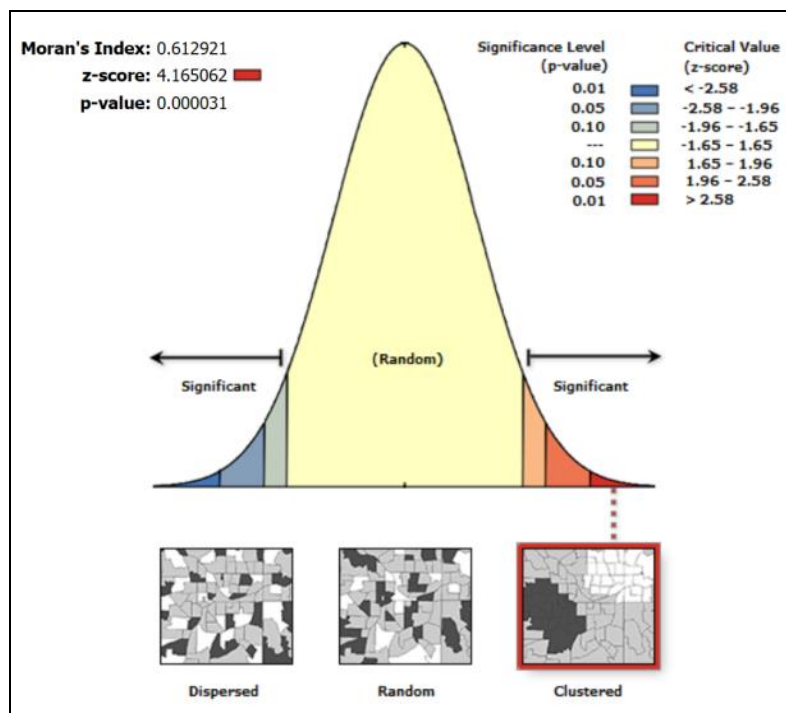 Moran's Index: 0.612921
z-score: 4.165062
p-value: 0.000031
Significance Level
(p-value)
Critical Value
(z-score)
0.01 < -2.58
0.05 -2.58 – -1.96
0.10 -1.96 – -1.65
--- -1.65 – 1.65
0.10 1.65 – 1.96
0.05 1.96 – 2.58
0.01 > 2.58
(Random)
Significant
Significant
Dispersed
Random
Clustered